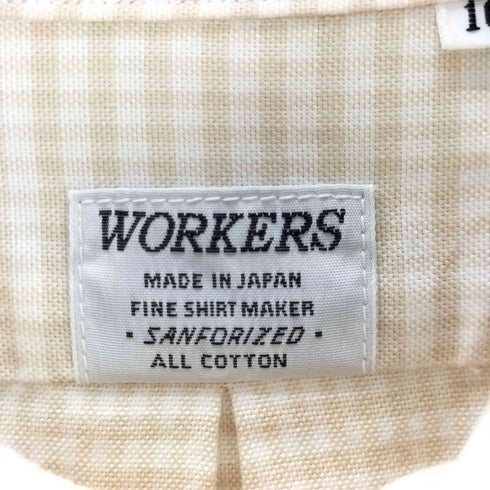 WORKERS
MADE IN JAPAN
FINE SHIRT MAKER
· SANFORIZED ·
ALL COTTON